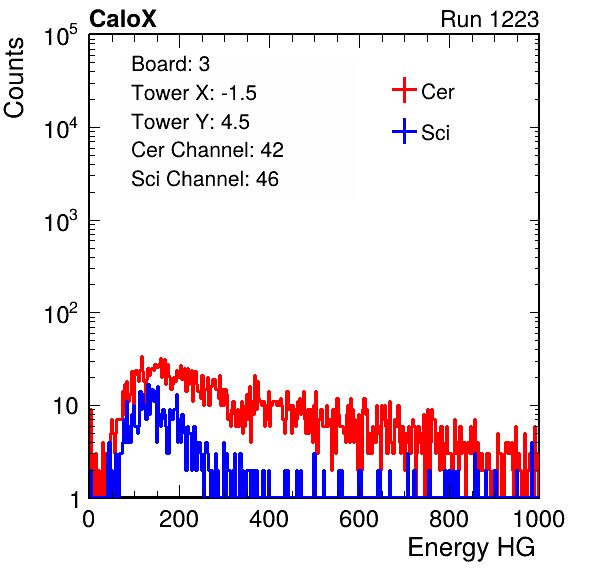 CaloX Run 1223
Counts
10^5
10^4
10^3
10^2
10
1
Board: 3
Tower X: -1.5
Tower Y: 4.5
Cer Channel: 42
Sci Channel: 46
Cer
Sci
0 200 400 600 800 1000
Energy HG